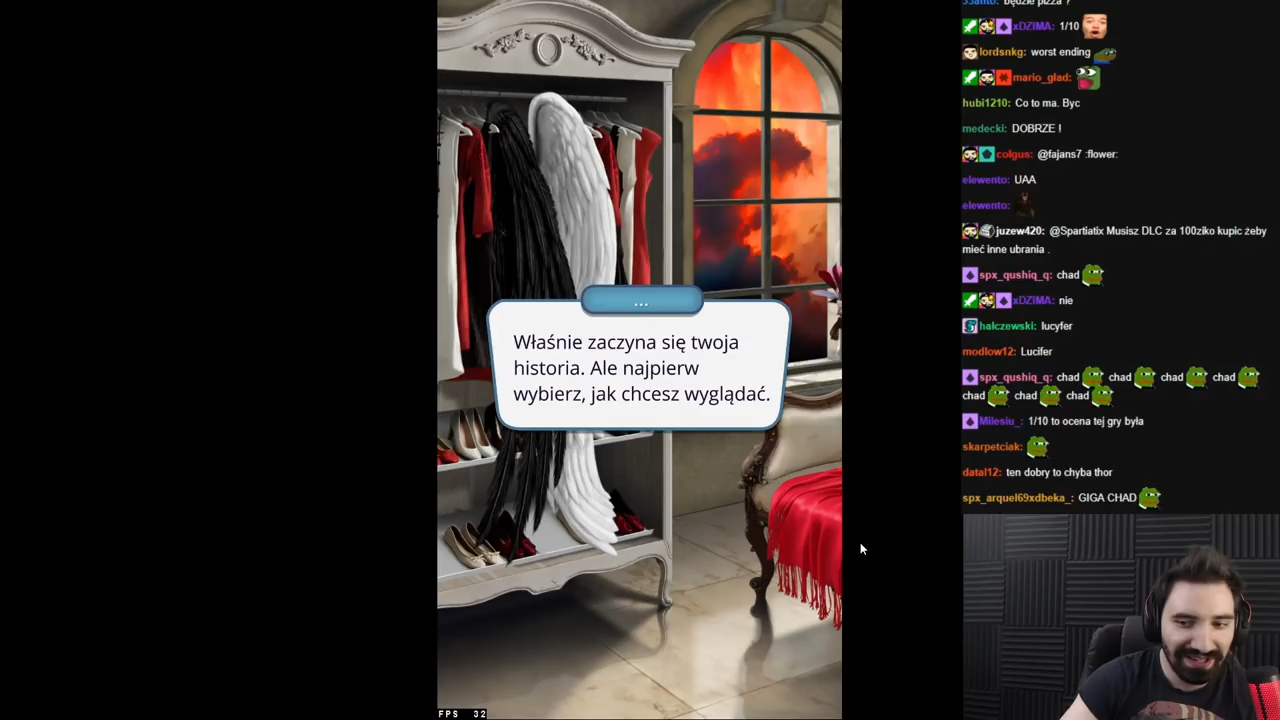 ...
Właśnie zaczyna się twoja
historia. Ale najpierw
wybierz, jak chcesz wyglądać.
FPS 32
będzie pizza ?
xDZIMA: 1/10
lordsnkg: worst ending
mario_glad:
hubi1210: Co to ma. Byc
medecki: DOBRZE !
colgus: @fajans7 :flower:
elewento: UAA
elewento:
juzew420: @Spartiatix Musisz DLC za 100ziko kupic zeby
mieć inne ubrania .
spx_qushiq_q: chad
xDZIMA: nie
halczewski: lucyfer
modlow12: Lucifer
spx_qushiq_q: chad chad chad chad
chad chad chad
Milesiu_: 1/10 to ocena tej gry była
skarpetciak:
datal12: ten dobry to chyba thor
spx_arquel69xdbeka_: GIGA CHAD